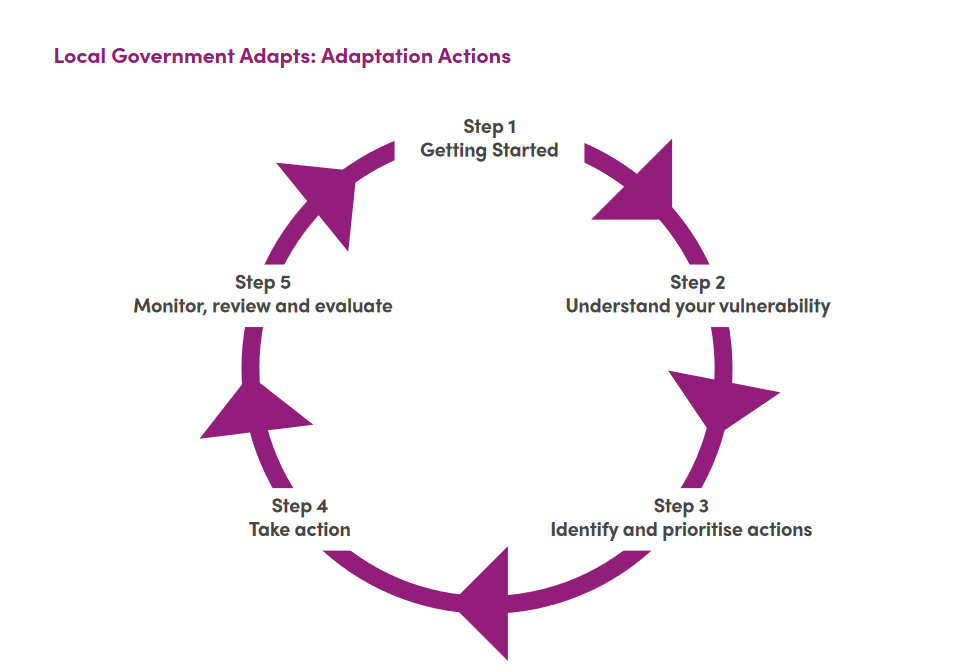 Local Government Adapts: Adaptation Actions
Step 1
Getting Started
Step 2
Understand your vulnerability
Step 3
Identify and prioritise actions
Step 4
Take action
Step 5
Monitor, review and evaluate